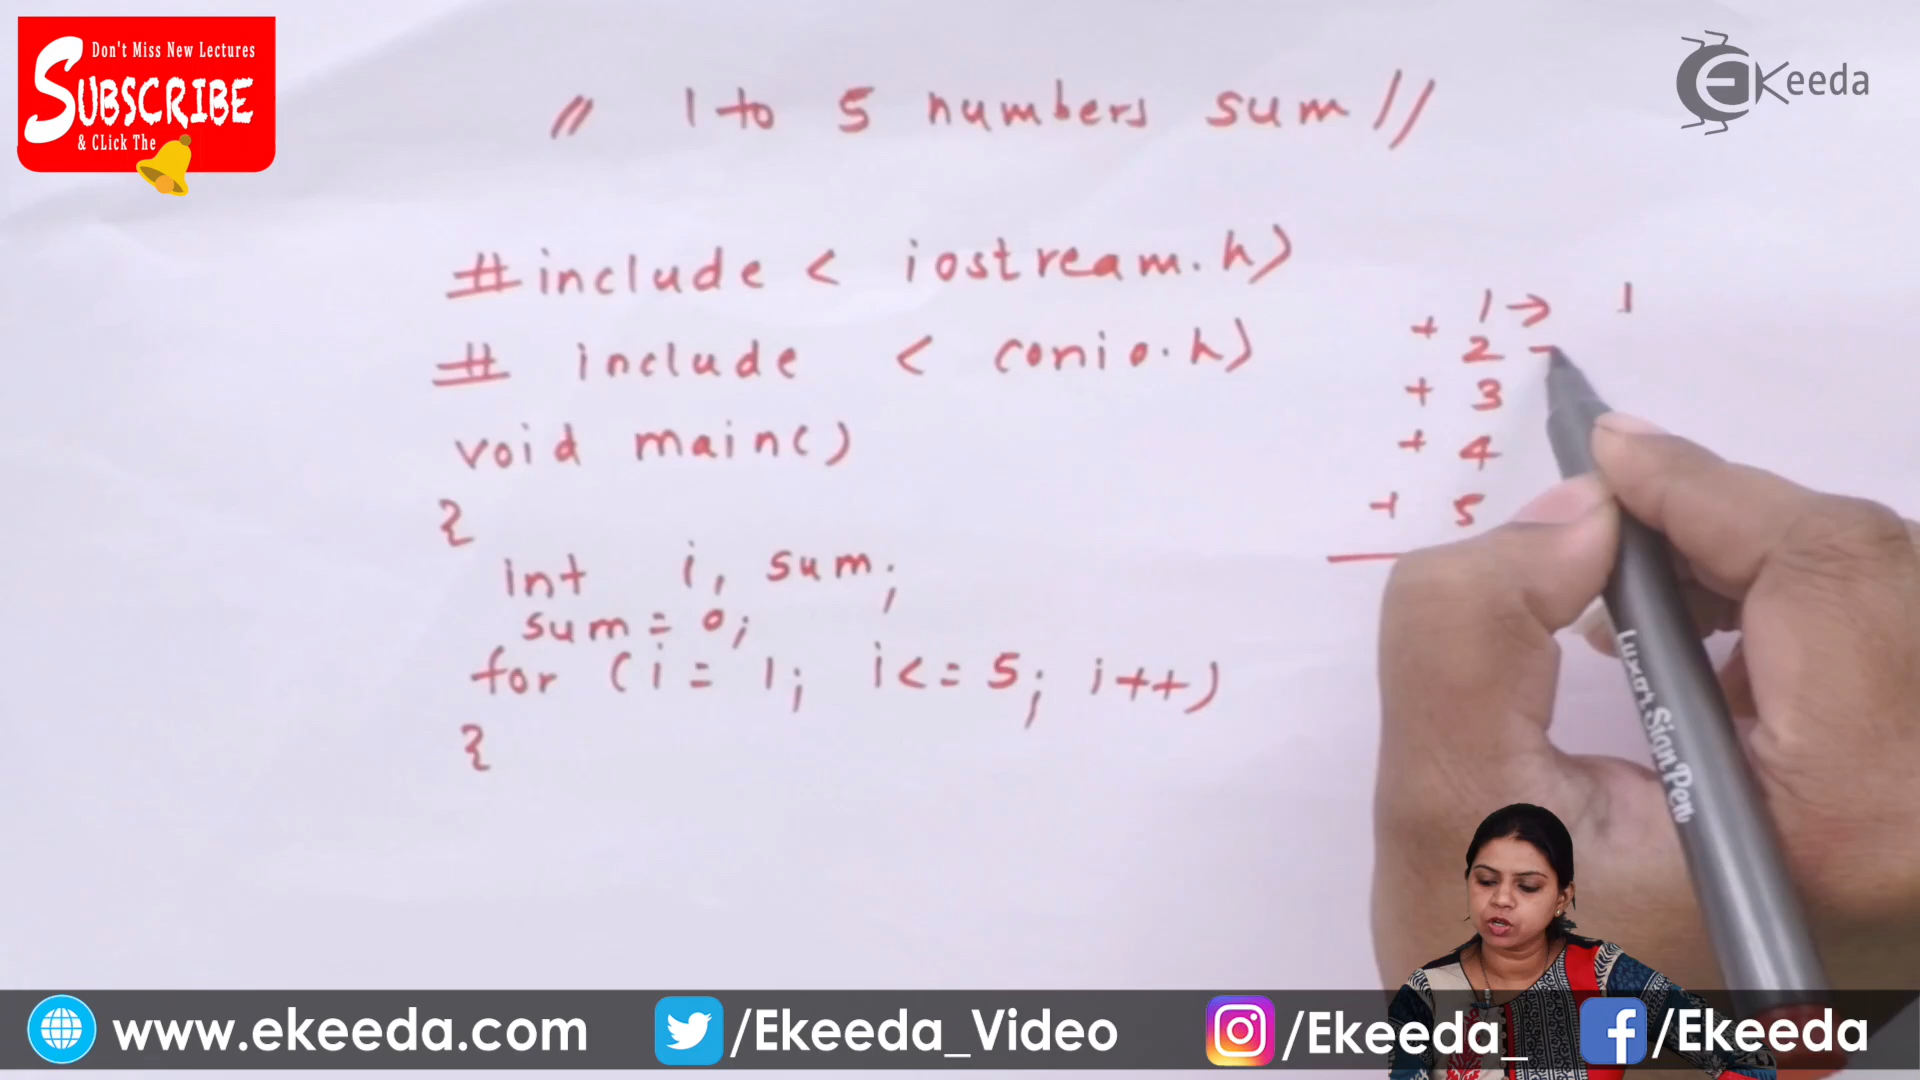 Don't Miss New Lectures
SUBSCRIBE
& CLick The
EKeeda
// 1 to 5 numbers sum //
#include < iostream.h>
# include < conio.h>
void main()
{
int i, sum;
sum = 0;
for (i = 1; i <= 5; i++)
{
1 → 1
+ 2 -
+ 3
+ 4
+ 5
Luxor Sign Pen
www.ekeeda.com
/Ekeeda_Video
/Ekeeda_
/Ekeeda